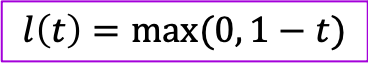 l(t) = max(0, 1 − t)